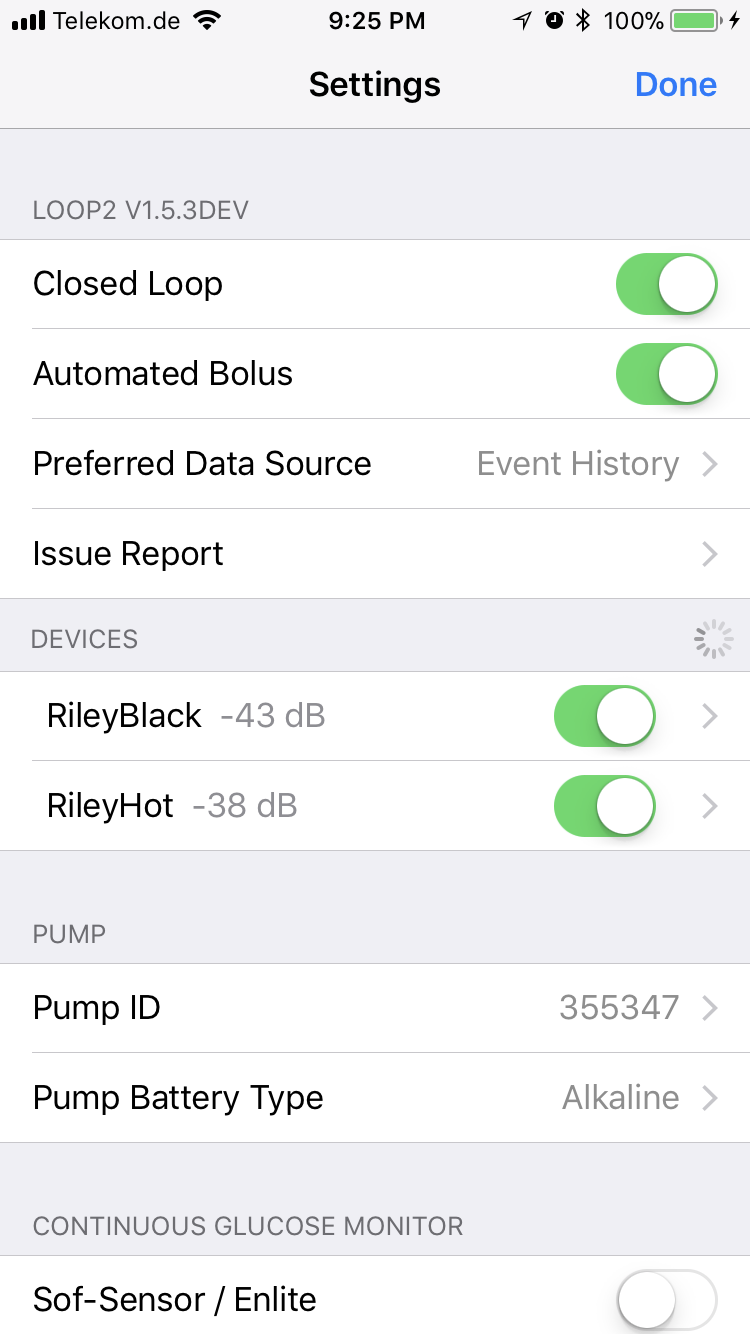 Telekom.de 9:25 PM 100%
Settings Done
LOOP2 V1.5.3DEV
Closed Loop
Automated Bolus
Preferred Data Source Event History
Issue Report
DEVICES
RileyBlack -43 dB
RileyHot -38 dB
PUMP
Pump ID 355347
Pump Battery Type Alkaline
CONTINUOUS GLUCOSE MONITOR
Sof-Sensor / Enlite